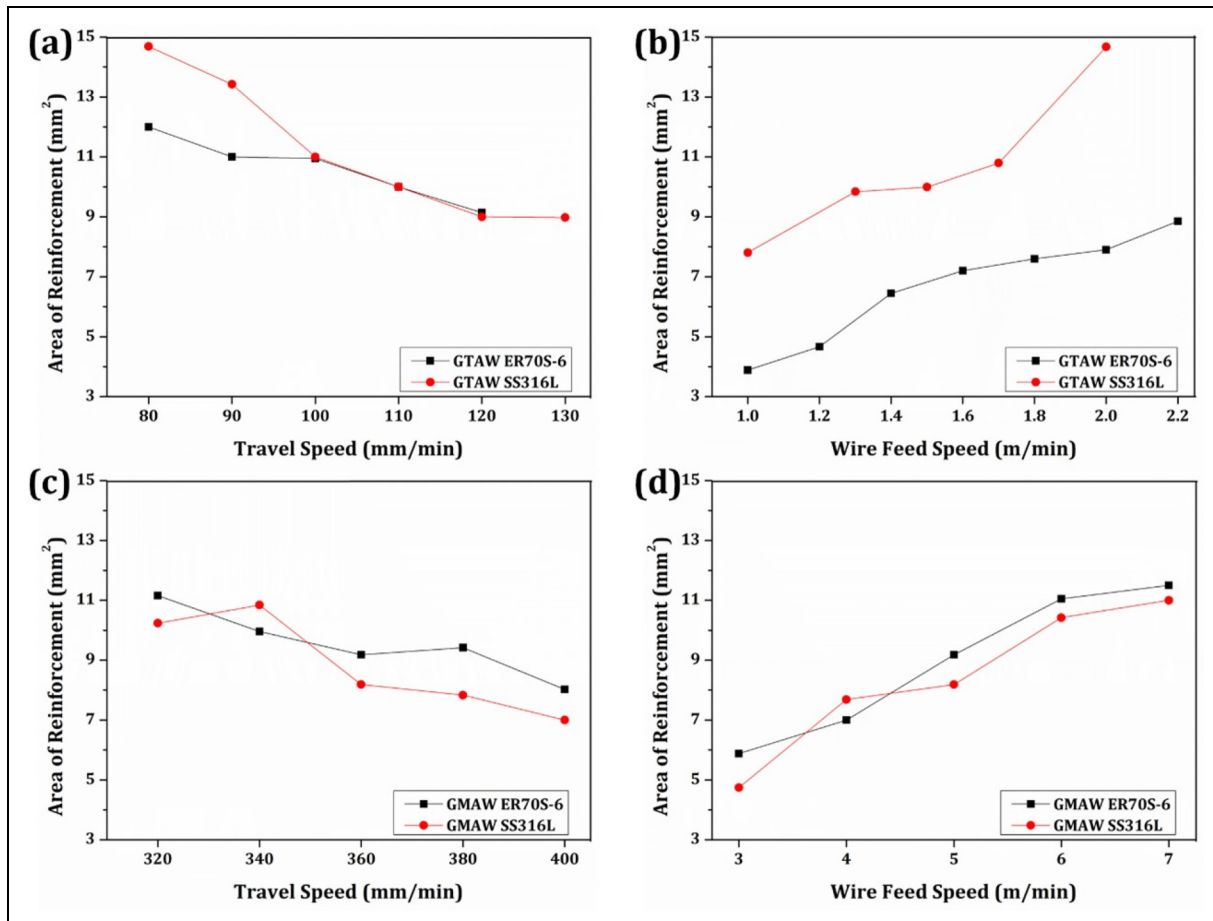 (a)
Area of Reinforcement (mm²)
15
13
11
9
7
5
3
GTAW ER70S-6
GTAW SS316L
80 90 100 110 120 130
Travel Speed (mm/min)
(b)
Area of Reinforcement (mm²)
15
13
11
9
7
5
3
GTAW ER70S-6
GTAW SS316L
1.0 1.2 1.4 1.6 1.8 2.0 2.2
Wire Feed Speed (m/min)
(c)
Area of Reinforcement (mm²)
15
13
11
9
7
5
3
GMAW ER70S-6
GMAW SS316L
320 340 360 380 400
Travel Speed (mm/min)
(d)
Area of Reinforcement (mm²)
15
13
11
9
7
5
3
GMAW ER70S-6
GMAW SS316L
3 4 5 6 7
Wire Feed Speed (m/min)